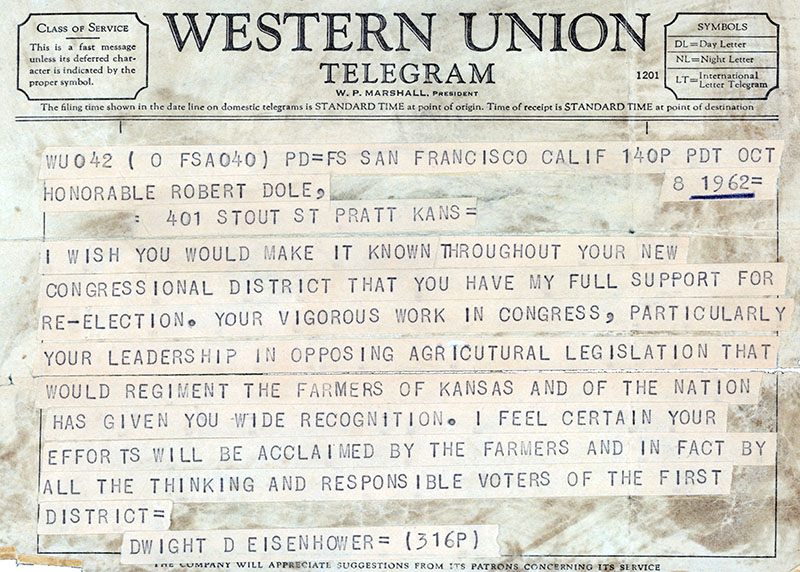 CLASS OF SERVICE
This is a fast message
unless its deferred char-
acter is indicated by the
proper symbol.
WESTERN UNION
TELEGRAM
W. P. MARSHALL, PRESIDENT
1201
SYMBOLS
DL=Day Letter
NL=Night Letter
LT=International
Letter Telegram
The filing time shown in the date line on domestic telegrams is STANDARD TIME at point of origin. Time of receipt is STANDARD TIME at point of destination
WU042 ( O FSA040) PD=FS SAN FRANCISCO CALIF 140P PDT OCT
8 1962=
HONORABLE ROBERT DOLE,
: 401 STOUT ST PRATT KANS=
I WISH YOU WOULD MAKE IT KNOWN THROUGHOUT YOUR NEW
CONGRESSIONAL DISTRICT THAT YOU HAVE MY FULL SUPPORT FOR
RE-ELECTION. YOUR VIGOROUS WORK IN CONGRESS, PARTICULARLY
YOUR LEADERSHIP IN OPPOSING AGRICUTURAL LEGISLATION THAT
WOULD REGIMENT THE FARMERS OF KANSAS AND OF THE NATION
HAS GIVEN YOU WIDE RECOGNITION. I FEEL CERTAIN YOUR
EFFORTS WILL BE ACCLAIMED BY THE FARMERS AND IN FACT BY
ALL THE THINKING AND RESPONSIBLE VOTERS OF THE FIRST
DISTRICT=
DWIGHT D EISENHOWER= (316P)
THE COMPANY WILL APPRECIATE SUGGESTIONS FROM ITS PATRONS CONCERNING ITS SERVICE